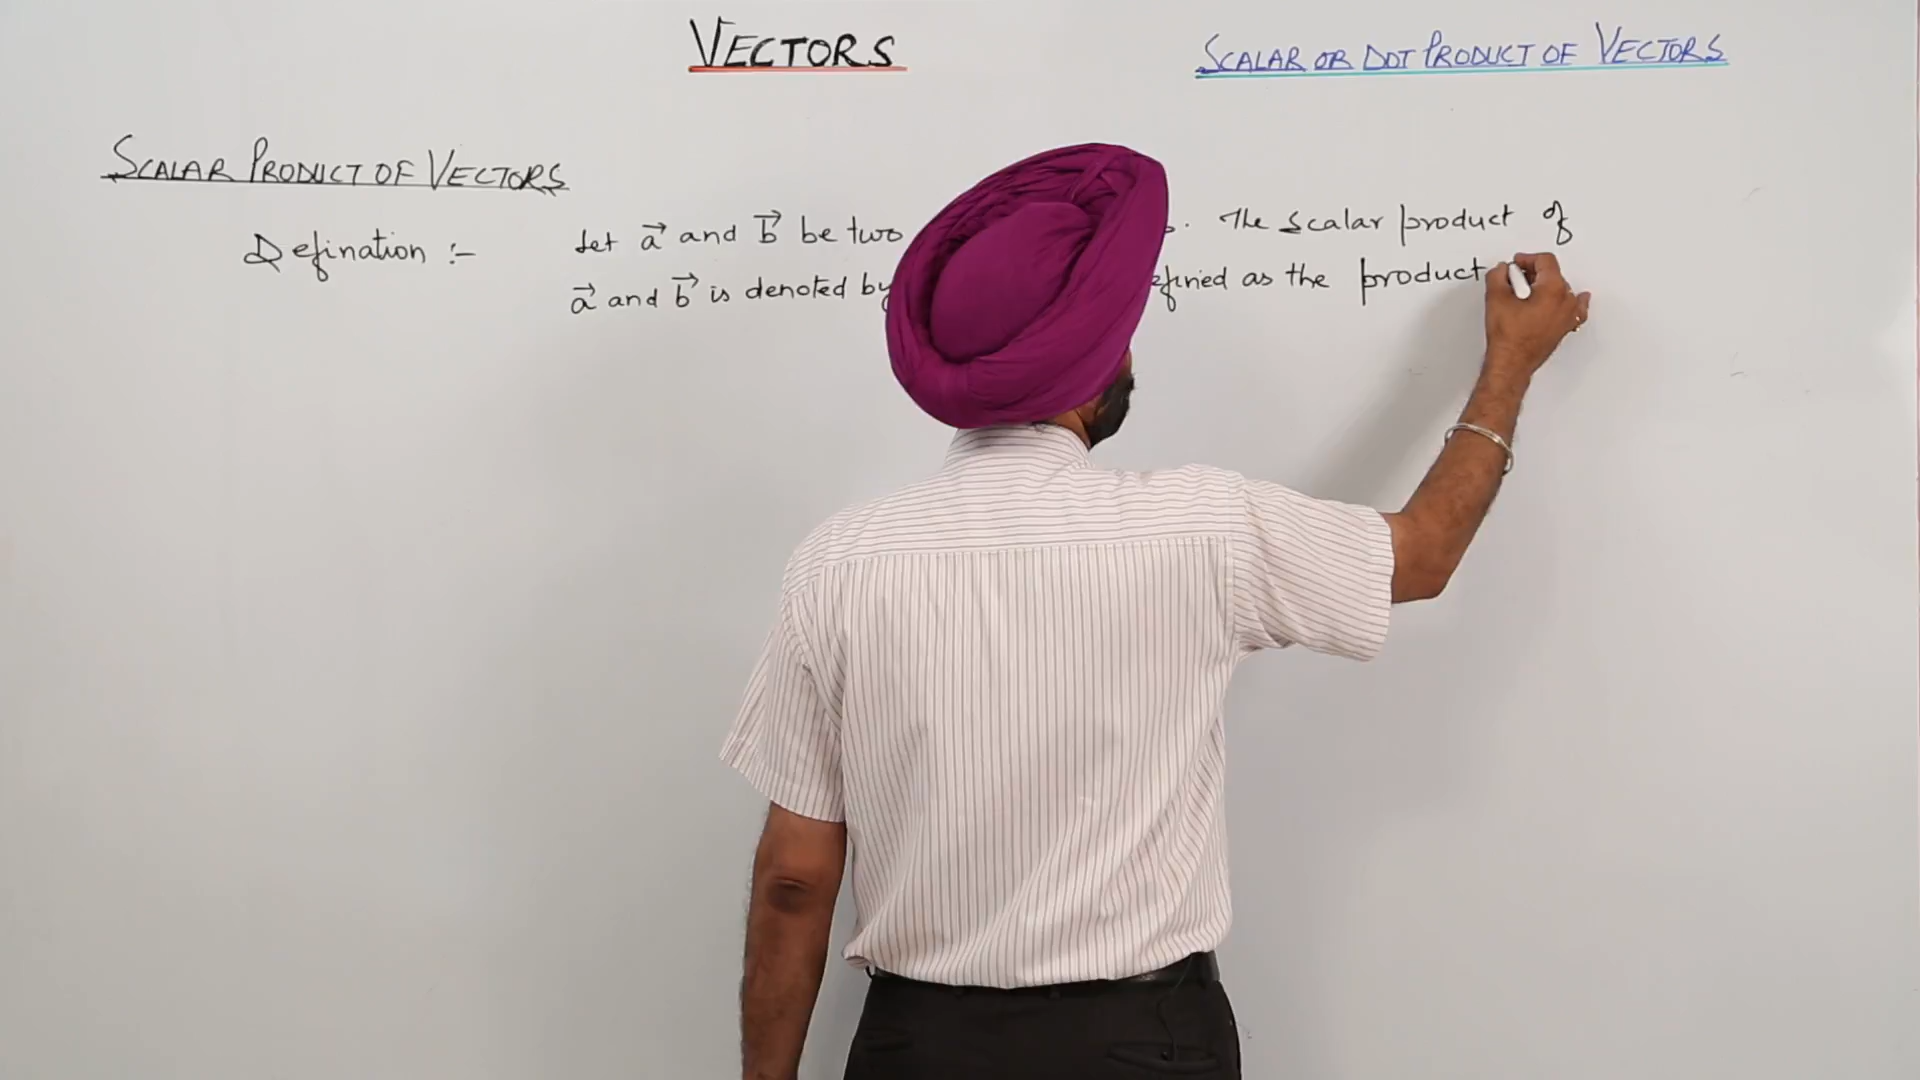 VECTORS
SCALAR OR DOT PRODUCT OF VECTORS
SCALAR PRODUCT OF VECTORS
Defination :-
Let a⃗ and b⃗ be two . The scalar product of
a⃗ and b⃗ is denoted by efined as the product